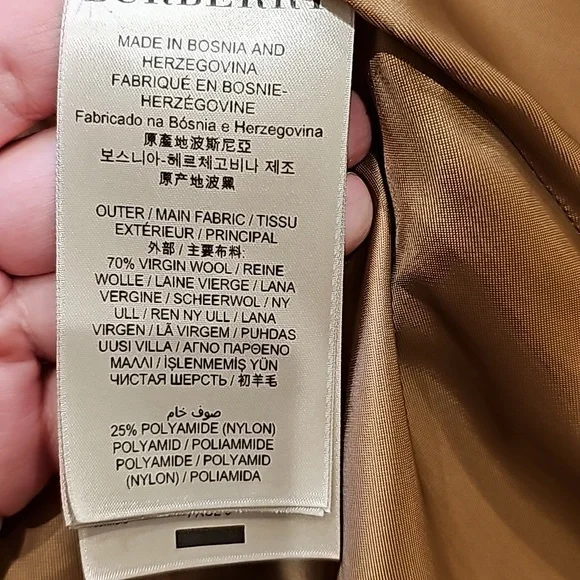 BURBERRY
MADE IN BOSNIA AND
HERZEGOVINA
FABRIQUÉ EN BOSNIE-
HERZÉGOVINE
Fabricado na Bósnia e Herzegovina
原產地波斯尼亞
보스니아-헤르체고비나 제조
原产地波黑
OUTER / MAIN FABRIC / TISSU
EXTÉRIEUR / PRINCIPAL
外部 / 主要布料:
70% VIRGIN WOOL / REINE
WOLLE / LAINE VIERGE / LANA
VERGINE / SCHEERWOL / NY
ULL / REN NY ULL / LANA
VIRGEN / LÃ VIRGEM / PUHDAS
UUSI VILLA / ΑΓΝΟ ΠΑΡΘΕΝΟ
ΜΑΛΛΙ / İŞLENMEMİŞ YÜN
ЧИСТАЯ ШЕРСТЬ / 初羊毛
صوف خام
25% POLYAMIDE (NYLON)
POLYAMID / POLIAMMIDE
POLYAMIDE / POLYAMID
(NYLON) / POLIAMIDA